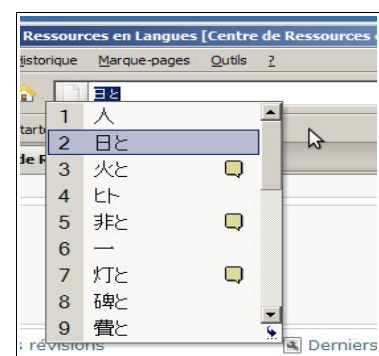 Ressources en Langues [Centre de Ressources
istorique Marque-pages Outils ?
日と
1 人
2 日と
3 火と
4 ヒト
5 非と
6 一
7 灯と
8 碑と
9 費と
révisions Derniers